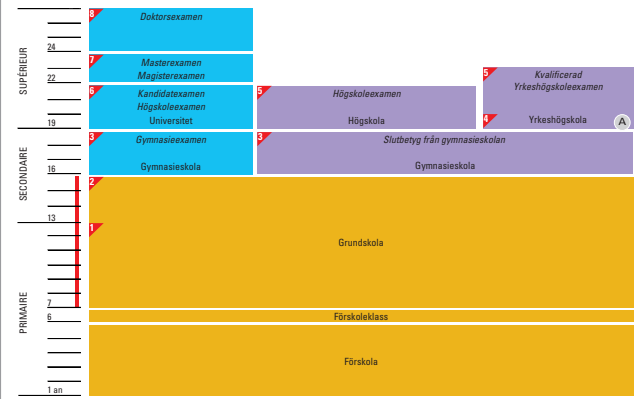 SUPÉRIEUR
SECONDAIRE
PRIMAIRE
24
22
19
16
13
7
6
1 an
8
Doktorsexamen
7
Masterexamen
Magisterexamen
6
Kandidatexamen
Högskoleexamen
Universitet
5
Högskoleexamen
Högskola
5
Kvalificerad
Yrkeshögskoleexamen
4
Yrkeshögskola
A
3
Gymnasieexamen
Gymnasieskola
3
Slutbetyg från gymnasieskolan
Gymnasieskola
2
1
Grundskola
Förskoleklass
Förskola